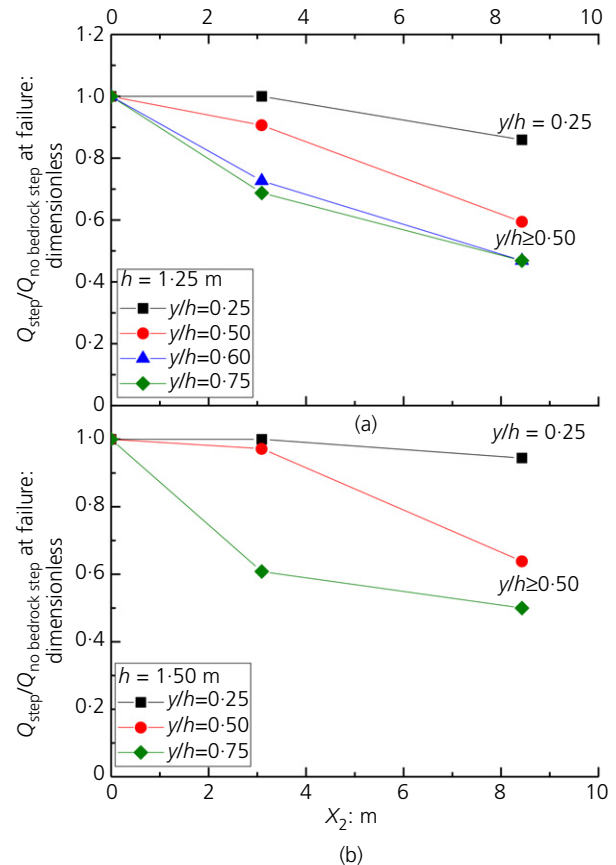 0 2 4 6 8 10
1·2
1·0
0·8
0·6
0·4
0·2
0
Q_step/Q_no bedrock step at failure:
dimensionless
y/h = 0·25
y/h≥0·50
h = 1·25 m
y/h=0·25
y/h=0·50
y/h=0·60
y/h=0·75
(a)
1·0
0·8
0·6
0·4
0·2
0
Q_step/Q_no bedrock step at failure:
dimensionless
y/h = 0·25
y/h≥0·50
h = 1·50 m
y/h=0·25
y/h=0·50
y/h=0·75
0 2 4 6 8 10
X_2: m
(b)